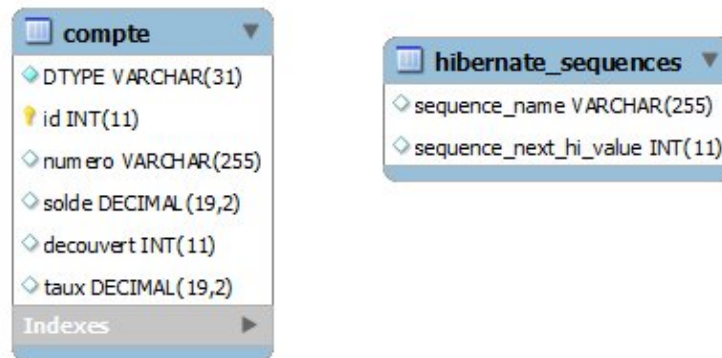 compte
DTYPE VARCHAR(31)
id INT(11)
numero VARCHAR(255)
solde DECIMAL(19,2)
decouvert INT(11)
taux DECIMAL(19,2)
Indexes
hibernate_sequences
sequence_name VARCHAR(255)
sequence_next_hi_value INT(11)